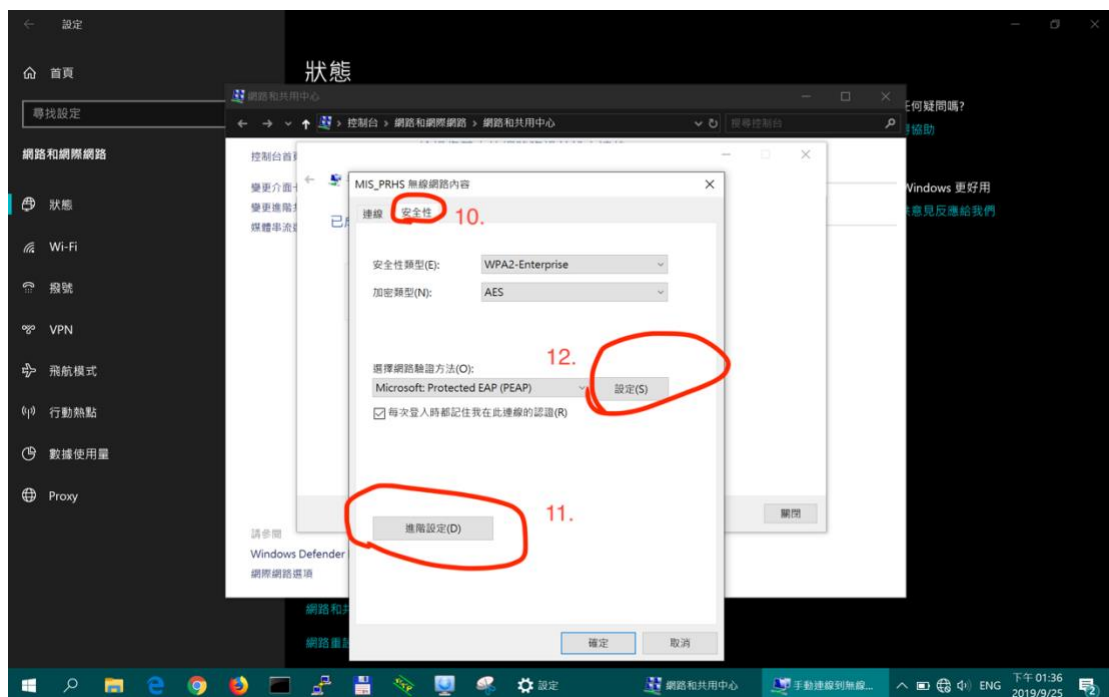 設定
首頁
狀態
尋找設定
網路和共用中心
任何疑問嗎?
控制台 › 網路和網際網路 › 網路和共用中心
搜尋控制台
協助
網路和網際網路
控制台首頁
MIS_PRHS 無線網路內容
變更介面卡
Windows 更好用
狀態
變更進階
連線
安全性
10.
意見反應給我們
媒體串流
已
Wi-Fi
安全性類型(E):
WPA2-Enterprise
撥號
加密類型(N):
AES
VPN
12.
飛航模式
選擇網路驗證方法(O):
Microsoft: Protected EAP (PEAP)
設定(S)
行動熱點
每次登入時都記住我在此連線的認證(R)
數據使用量
Proxy
11.
關閉
進階設定(D)
請參閱
Windows Defender
網際網路選項
網路和共
網路重設
確定
取消
設定
網路和共用中心
手動連線到無線...
ENG
下午 01:36
2019/9/25